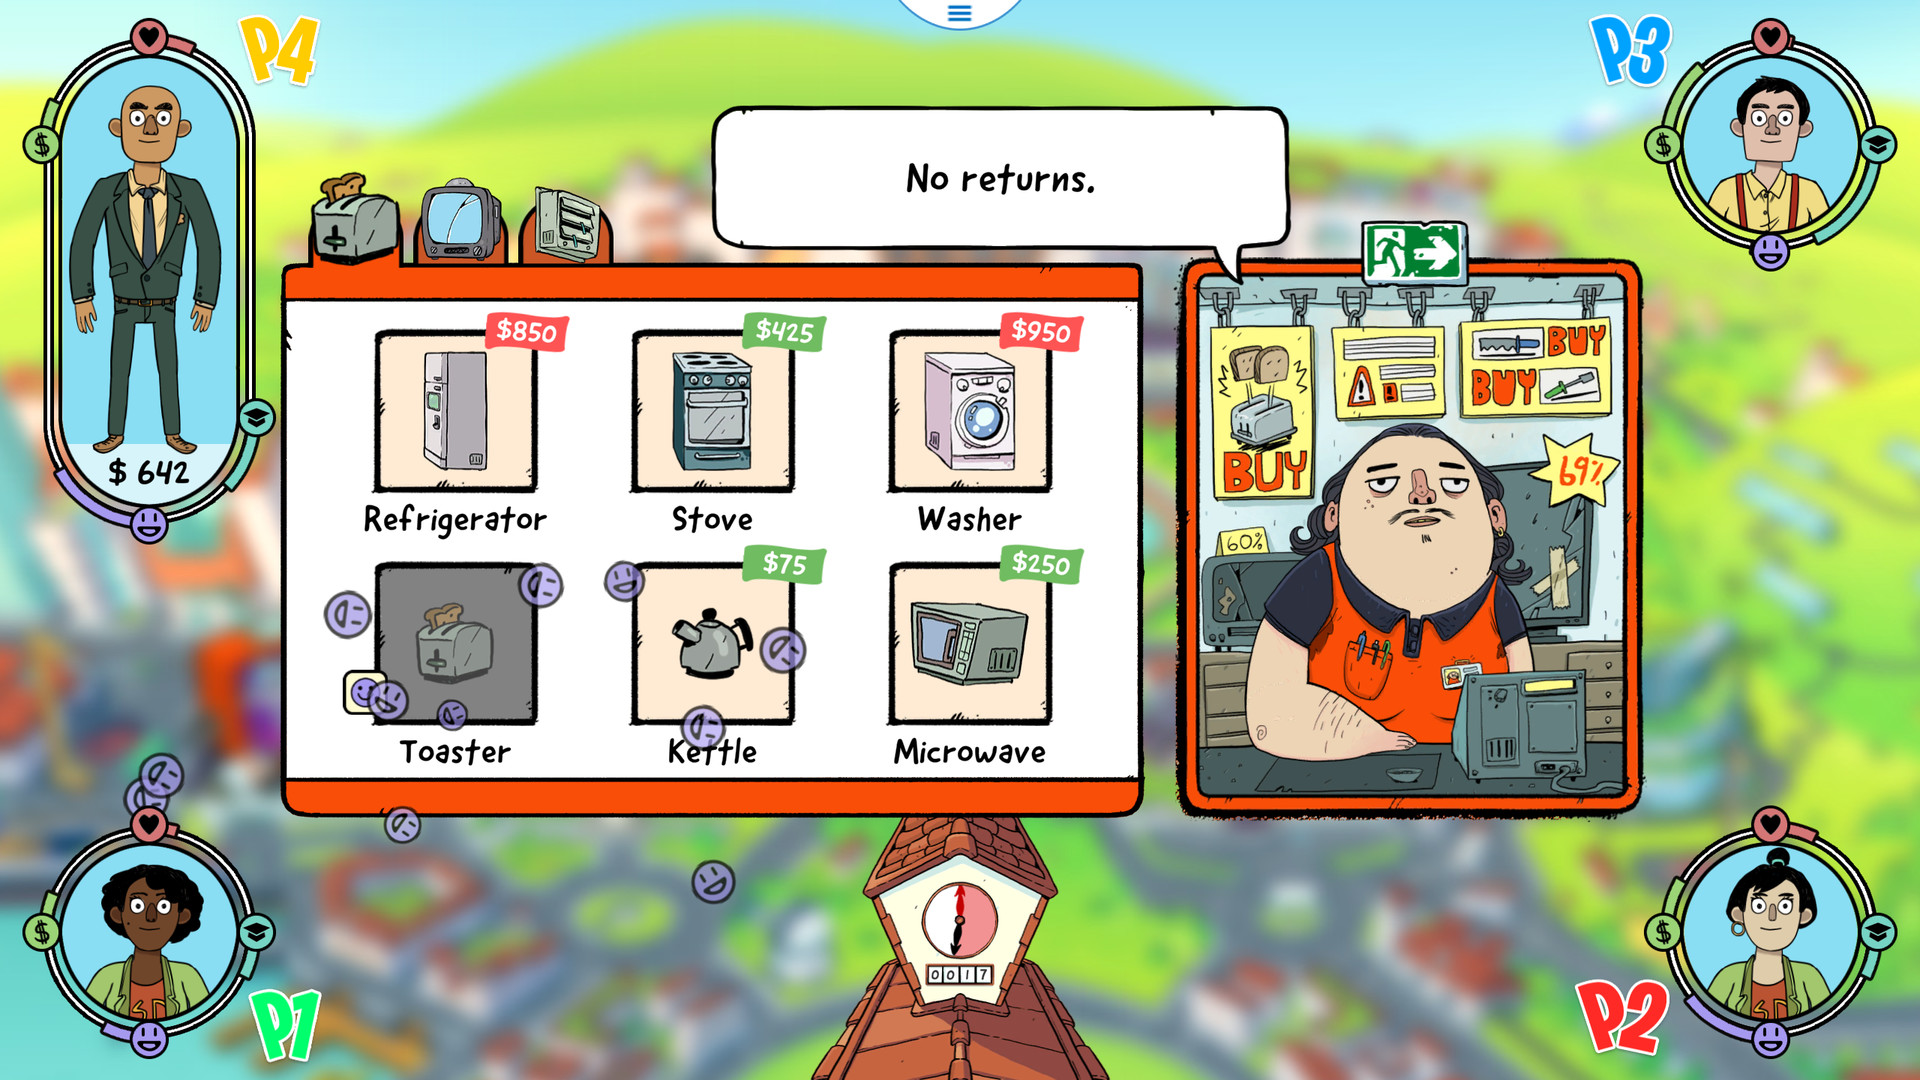 P4
P3
No returns.
$850
$425
$950
Refrigerator
Stove
Washer
$ 642
$75
$250
Toaster
Kettle
Microwave
BUY
BUY
BUY
69%
60%
0017
P1
P2